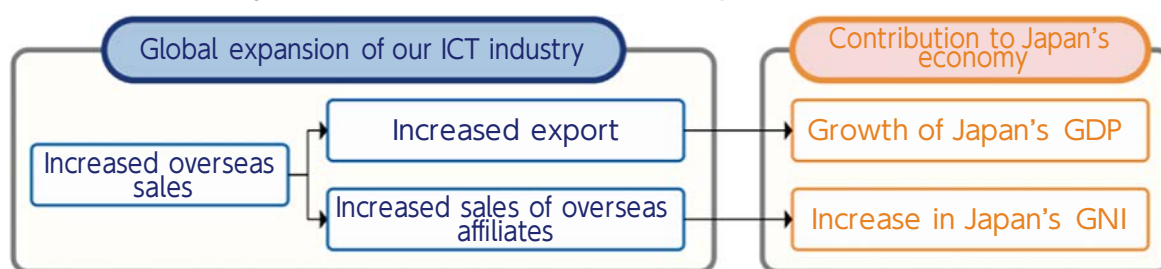 Global expansion of our ICT industry
Contribution to Japan's
economy
Increased overseas
sales
Increased export
Increased sales of overseas
affiliates
Growth of Japan's GDP
Increase in Japan's GNI